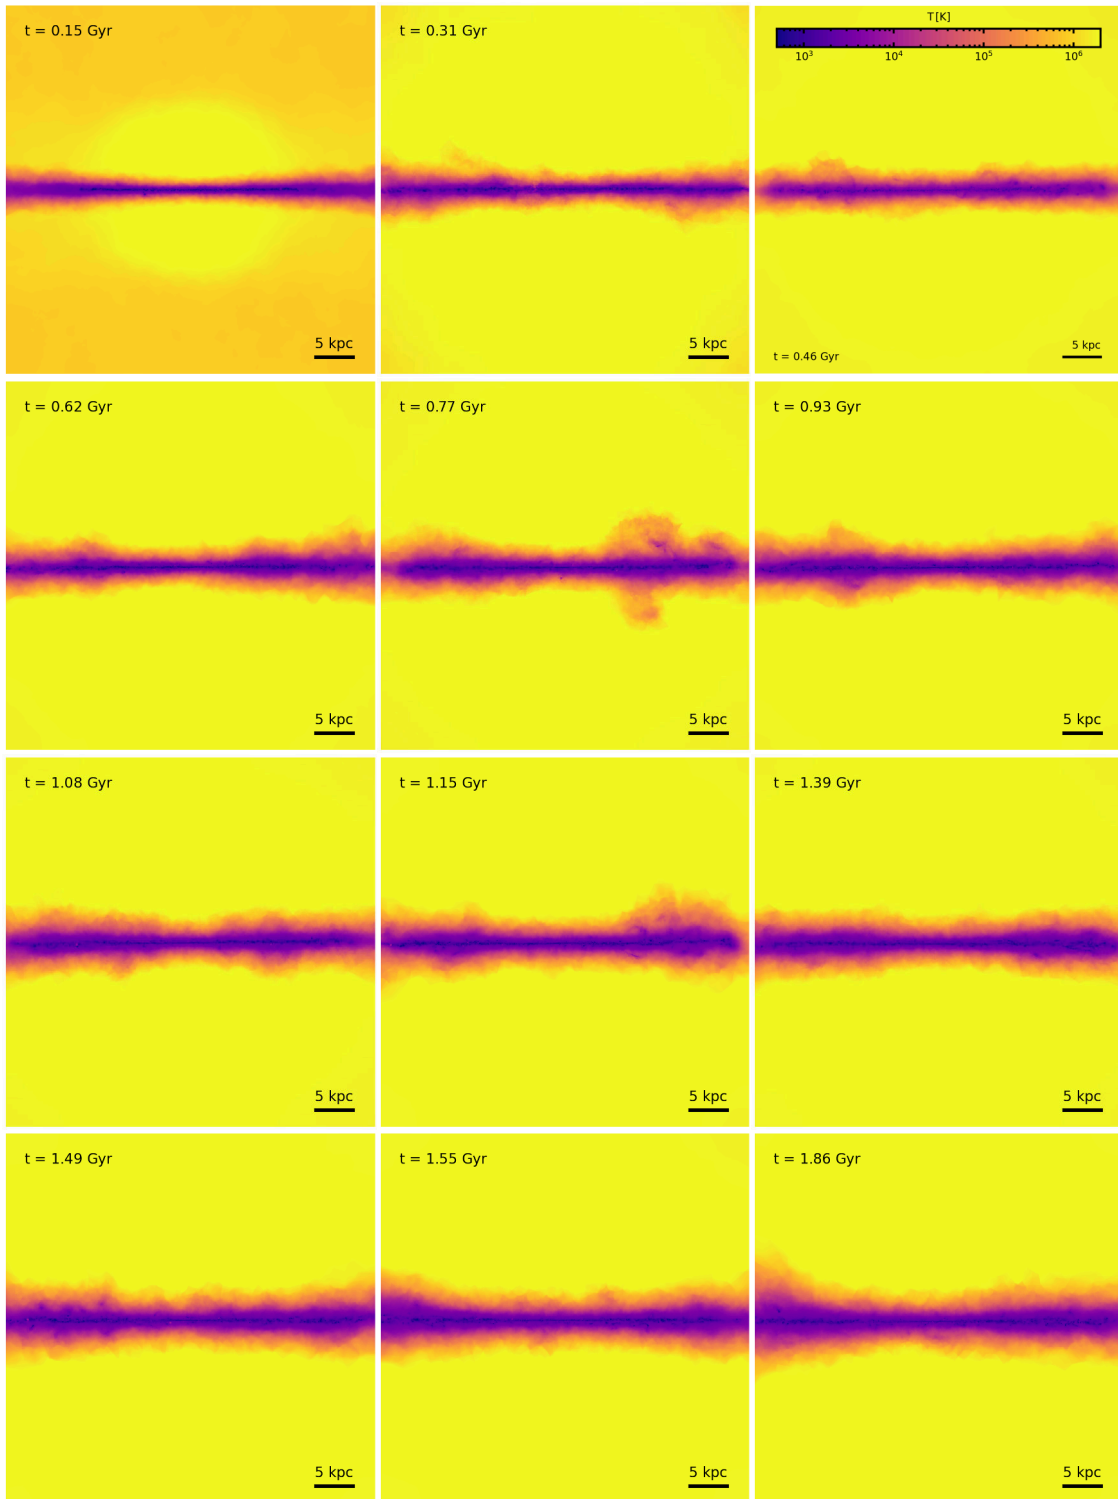 t = 0.15 Gyr
5 kpc
t = 0.31 Gyr
5 kpc
T [K]
10³ 10⁴ 10⁵ 10⁶
t = 0.46 Gyr
5 kpc
t = 0.62 Gyr
5 kpc
t = 0.77 Gyr
5 kpc
t = 0.93 Gyr
5 kpc
t = 1.08 Gyr
5 kpc
t = 1.15 Gyr
5 kpc
t = 1.39 Gyr
5 kpc
t = 1.49 Gyr
5 kpc
t = 1.55 Gyr
5 kpc
t = 1.86 Gyr
5 kpc